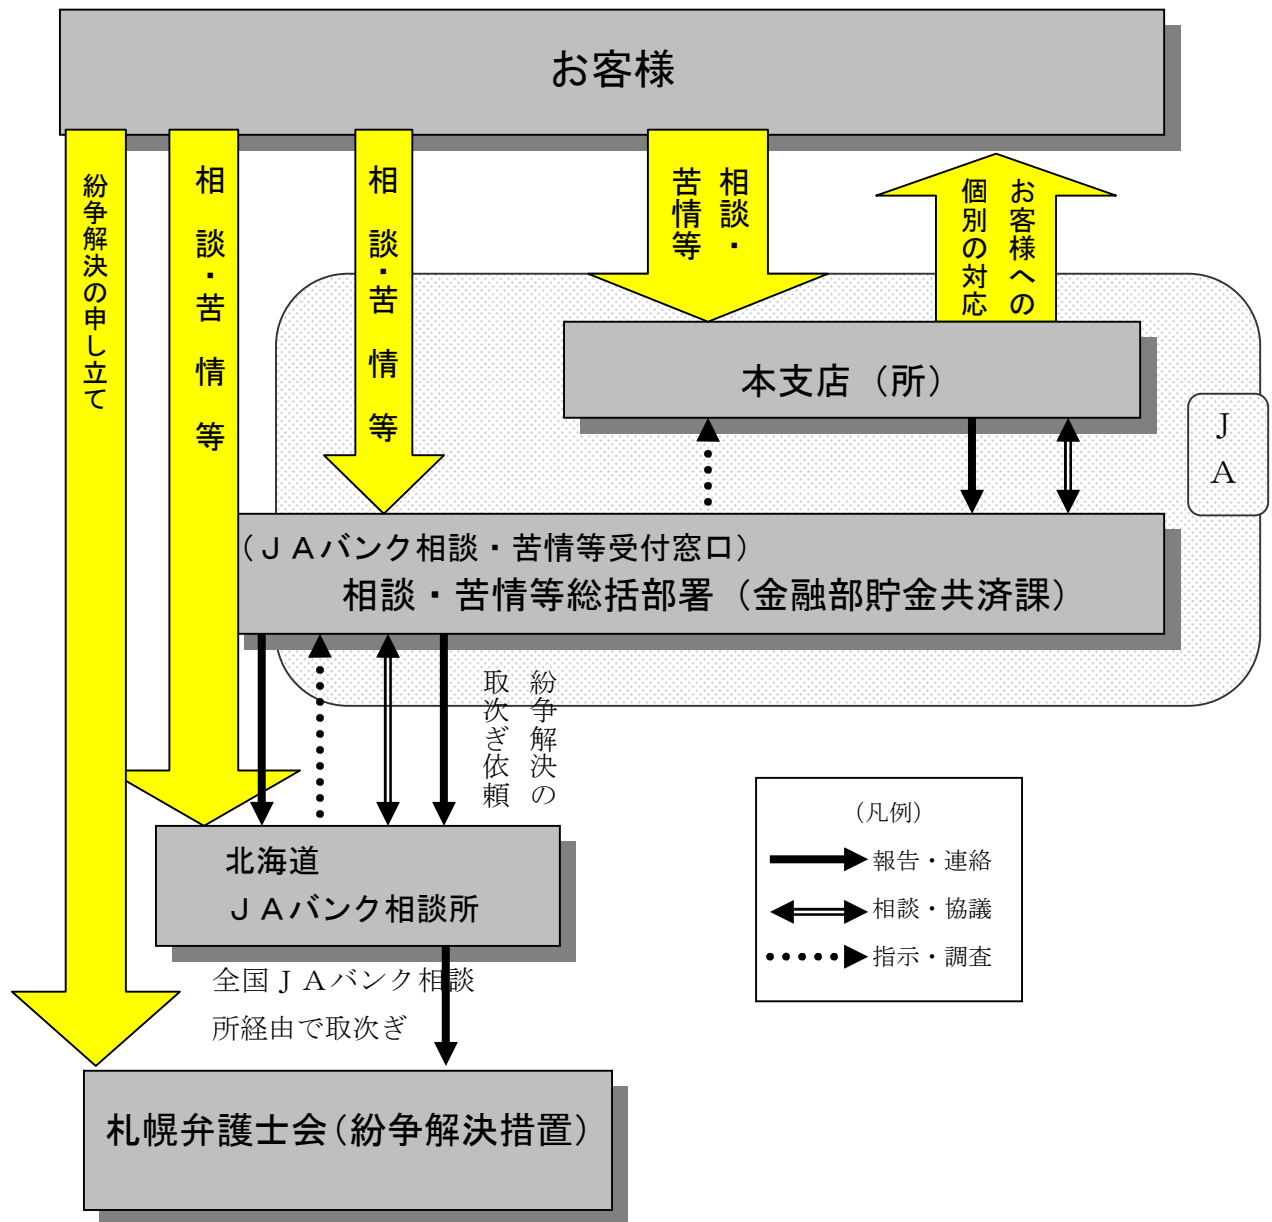 お客様
紛争解決の申し立て
相談・苦情等
相談・苦情等
相談・
苦情等
お客様への
個別の対応
本支店（所）
ＪＡ
（ＪＡバンク相談・苦情等受付窓口）
相談・苦情等総括部署（金融部貯金共済課）
紛争解決の
取次ぎ依頼
北海道
ＪＡバンク相談所
全国ＪＡバンク相談
所経由で取次ぎ
札幌弁護士会（紛争解決措置）
（凡例）
報告・連絡
相談・協議
指示・調査